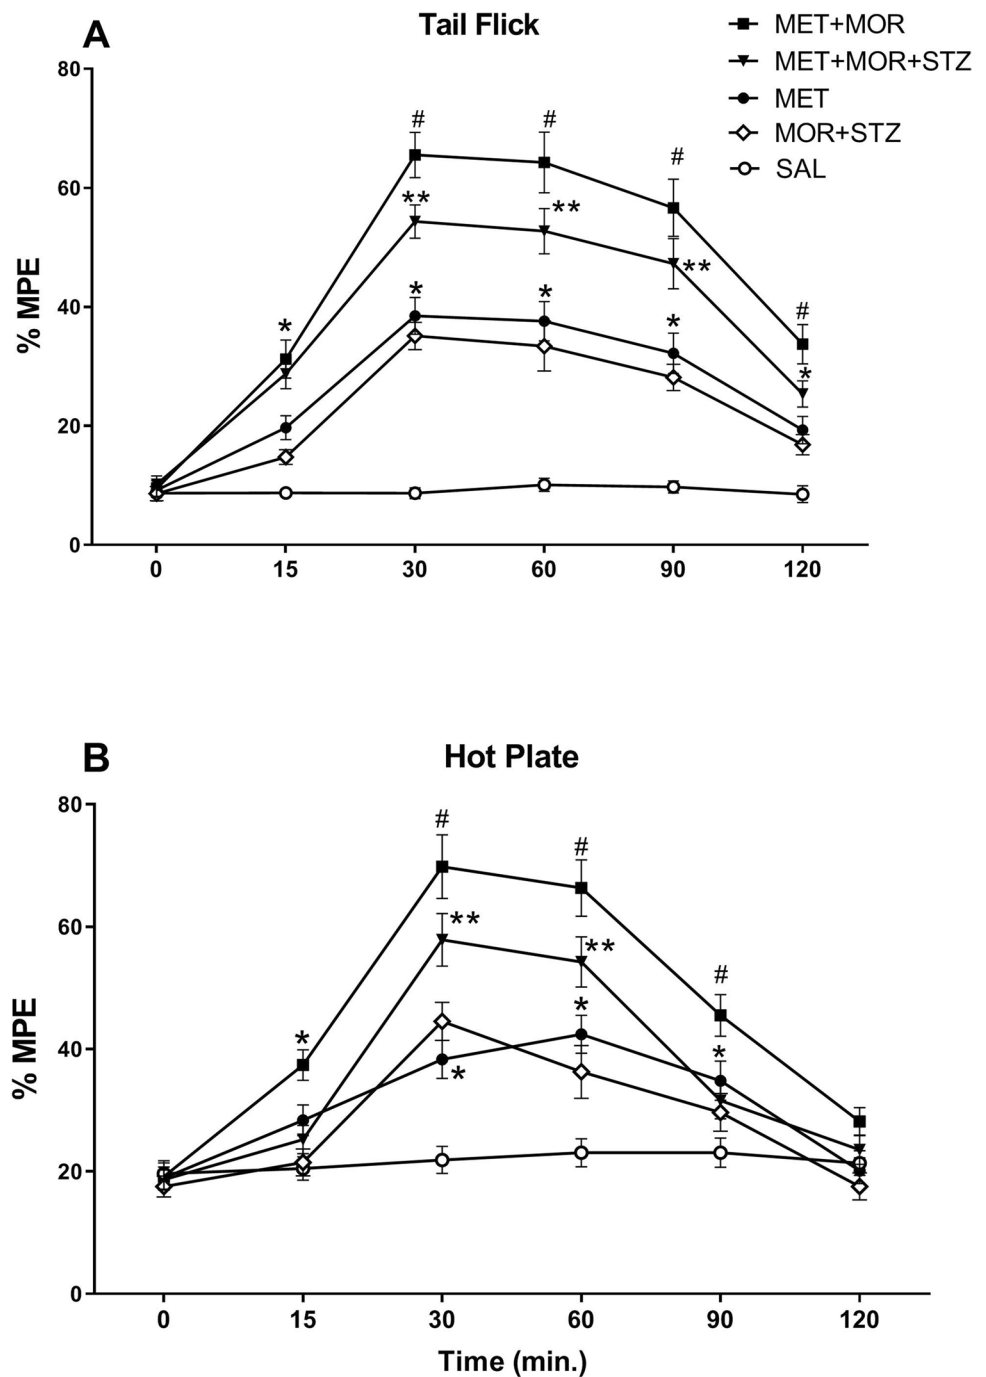 A
Tail Flick
MET+MOR
MET+MOR+STZ
MET
MOR+STZ
SAL
80
60
40
20
0
% MPE
# # #
** ** **
* * * * #
*
0 15 30 60 90 120
B
Hot Plate
80
60
40
20
0
% MPE
# #
** **
#
* * *
*
0 15 30 60 90 120
Time (min.)